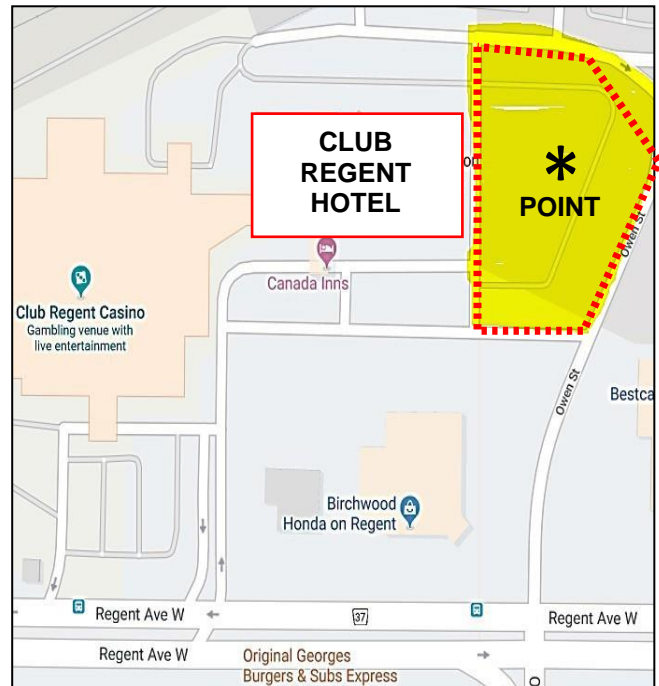 CLUB
REGENT
HOTEL
*
POINT
Owen St
Canada Inns
Club Regent Casino
Gambling venue with
live entertainment
Owen St
Bestca
Birchwood
Honda on Regent
Regent Ave W
37
Regent Ave W
Regent Ave W
Original Georges
Burgers & Subs Express